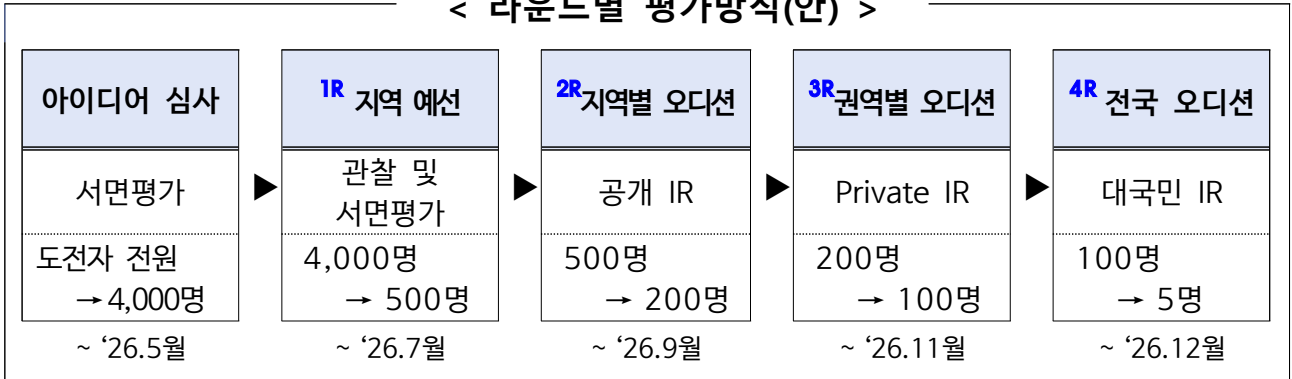 < 라운드별 평가방식(안) >
아이디어 심사
서면평가
도전자 전원
→4,000명
~ ‘26.5월
▶
1R 지역 예선
관찰 및
서면평가
4,000명
→ 500명
~ ‘26.7월
▶
2R지역별 오디션
공개 IR
500명
→ 200명
~ ‘26.9월
▶
3R권역별 오디션
Private IR
200명
→ 100명
~ ‘26.11월
▶
4R 전국 오디션
대국민 IR
100명
→ 5명
~ ‘26.12월